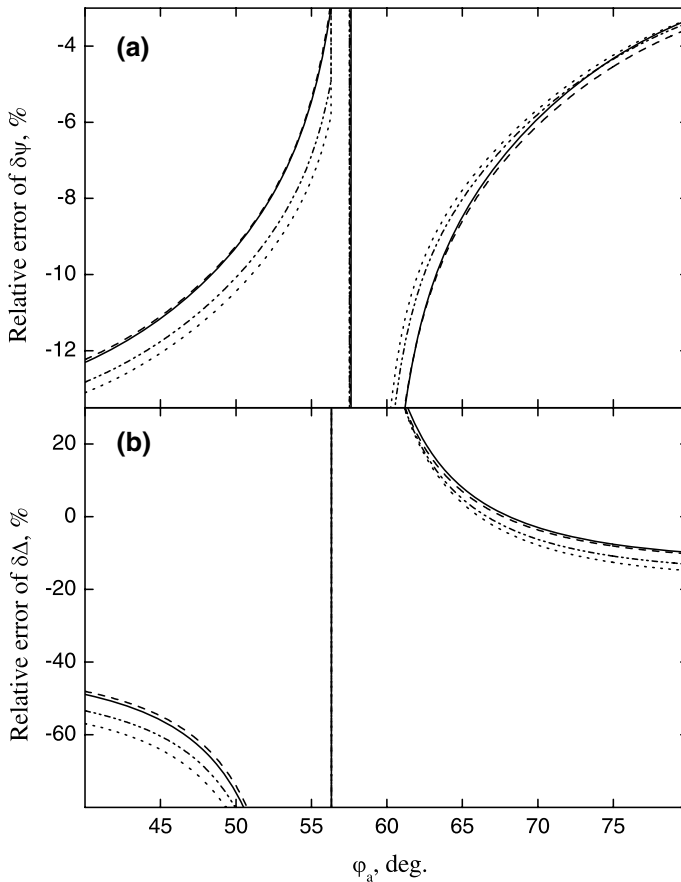 (a)
Relative error of δψ, %
-4
-6
-8
-10
-12
(b)
Relative error of δΔ, %
20
0
-20
-40
-60
45 50 55 60 65 70 75
φa, deg.